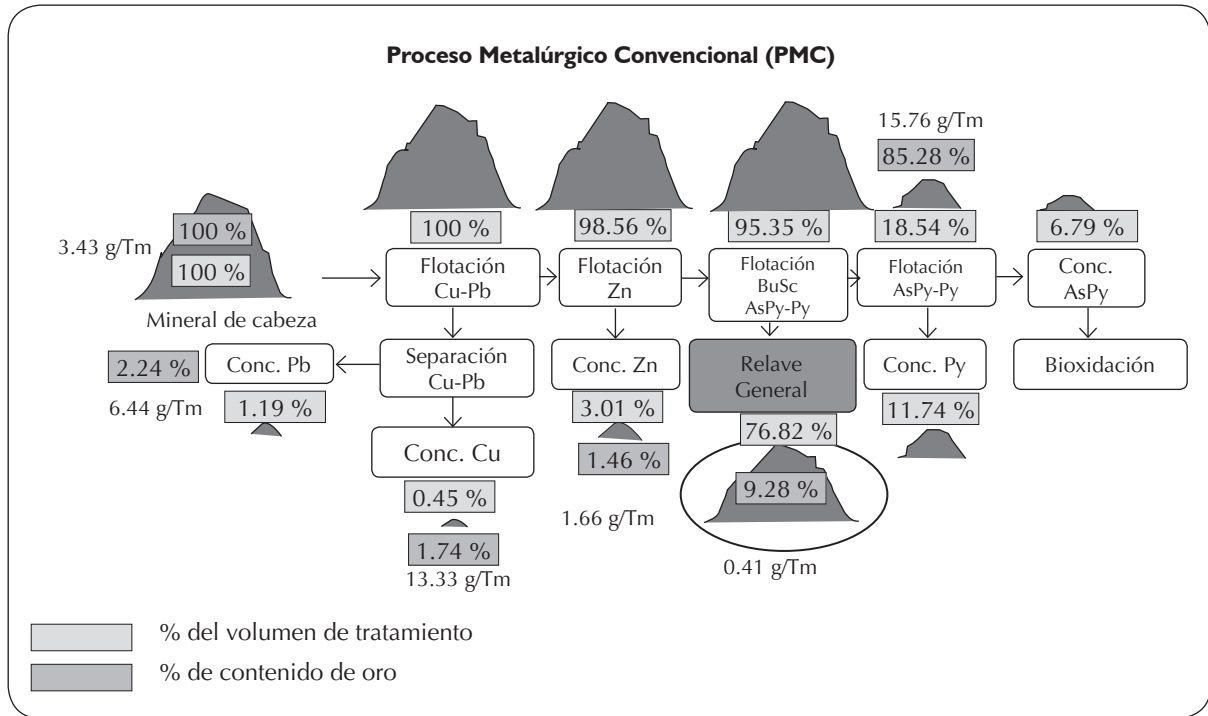 Proceso Metalúrgico Convencional (PMC)
15.76 g/Tm
85.28 %
3.43 g/Tm
100 %
100 %
Mineral de cabeza
100 %
98.56 %
95.35 %
18.54 %
6.79 %
Flotación
Cu-Pb
Flotación
Zn
Flotación
BuSc
AsPy-Py
Flotación
AsPy-Py
Conc.
AsPy
2.24 %
6.44 g/Tm
Conc. Pb
1.19 %
Separación
Cu-Pb
Conc. Zn
3.01 %
1.46 %
1.66 g/Tm
Relave
General
76.82 %
9.28 %
0.41 g/Tm
Conc. Py
11.74 %
Bioxidación
Conc. Cu
0.45 %
1.74 %
13.33 g/Tm
% del volumen de tratamiento
% de contenido de oro